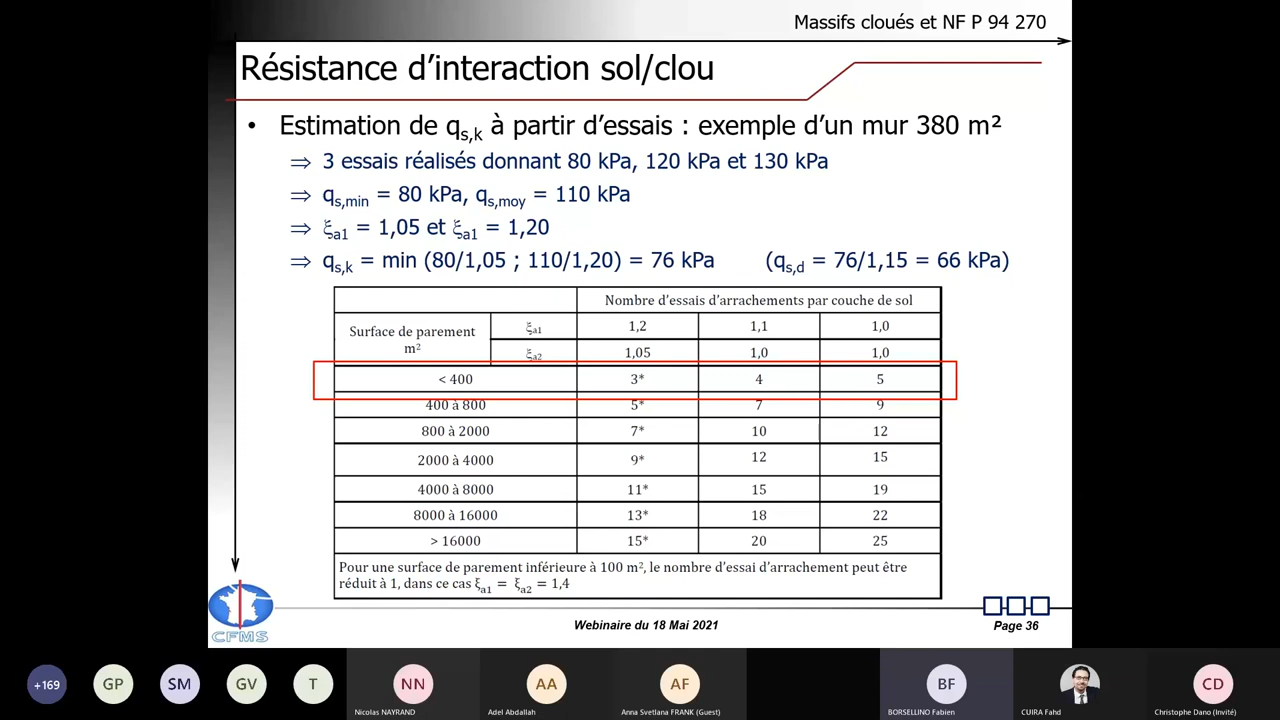 Massifs cloués et NF P 94 270
Résistance d'interaction sol/clou
• Estimation de qs,k à partir d'essais : exemple d'un mur 380 m²
⇒ 3 essais réalisés donnant 80 kPa, 120 kPa et 130 kPa
⇒ qs,min = 80 kPa, qs,moy = 110 kPa
⇒ ξa1 = 1,05 et ξa1 = 1,20
⇒ qs,k = min (80/1,05 ; 110/1,20) = 76 kPa (qs,d = 76/1,15 = 66 kPa)
Nombre d'essais d'arrachements par couche de sol
Surface de parement m² ξa1 1,2 1,1 1,0
ξa2 1,05 1,0 1,0
< 400 3* 4 5
400 à 800 5* 7 9
800 à 2000 7* 10 12
2000 à 4000 9* 12 15
4000 à 8000 11* 15 19
8000 à 16000 13* 18 22
> 16000 15* 20 25
Pour une surface de parement inférieure à 100 m², le nombre d'essai d'arrachement peut être
réduit à 1, dans ce cas ξa1 = ξa2 = 1,4
CFMS
Webinaire du 18 Mai 2021
Page 36
+169 GP SM GV T NN AA AF BF CD
Nicolas NAYRAND Adel Abdallah Anna Svetlana FRANK (Guest) BORSELLINO Fabien CUIRA Fahd Christophe Dano (Invité)